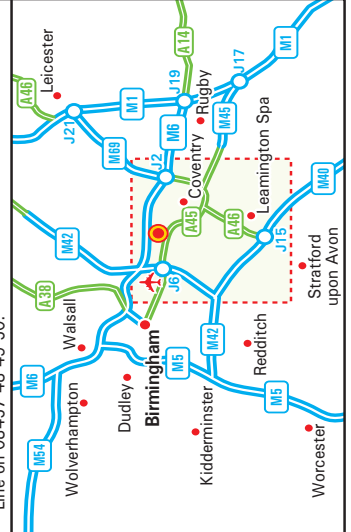 Line on 08457 48 49 50.
A46
Leicester
M6
A38
M42
J21
M54
Walsall
Wolverhampton
M69
M1
A14
J19
Dudley
Birmingham
J2
M6
Rugby
Coventry
J17
M1
M45
M5
J6
A45
A46
Leamington Spa
Kidderminster
M42
Redditch
J15
M40
M5
Worcester
Stratford
upon Avon